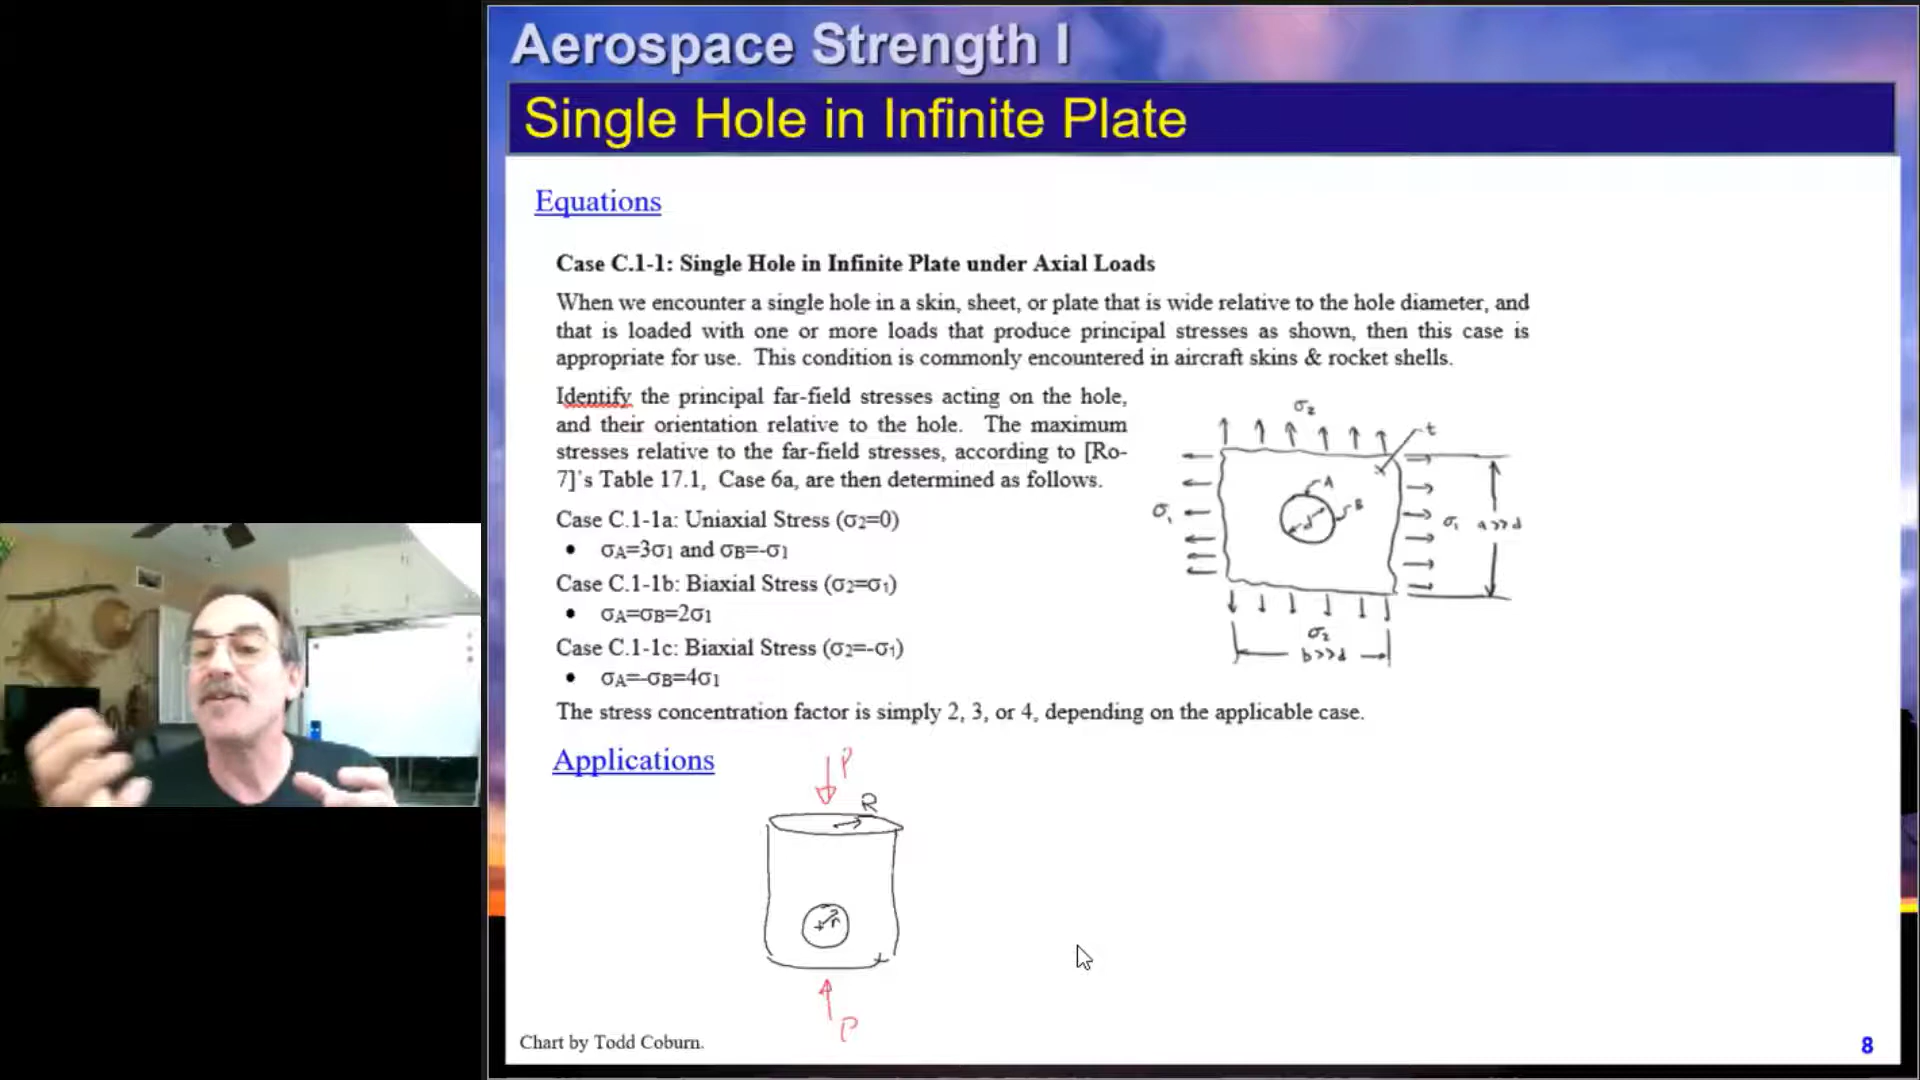 Aerospace Strength I
Single Hole in Infinite Plate
Equations
Case C.1-1: Single Hole in Infinite Plate under Axial Loads
When we encounter a single hole in a skin, sheet, or plate that is wide relative to the hole diameter, and
that is loaded with one or more loads that produce principal stresses as shown, then this case is
appropriate for use. This condition is commonly encountered in aircraft skins & rocket shells.
Identify the principal far-field stresses acting on the hole,
and their orientation relative to the hole. The maximum
stresses relative to the far-field stresses, according to [Ro-
7]'s Table 17.1, Case 6a, are then determined as follows.
Case C.1-1a: Uniaxial Stress (σ2=0)
• σA=3σ1 and σB=-σ1
Case C.1-1b: Biaxial Stress (σ2=σ1)
• σA=σB=2σ1
Case C.1-1c: Biaxial Stress (σ2=-σ1)
• σA=-σB=4σ1
The stress concentration factor is simply 2, 3, or 4, depending on the applicable case.
σ2
t
A
B
d
σ1
σ1 a>>d
σ2
b>>d
Applications
P
R
r
P
Chart by Todd Coburn.
8